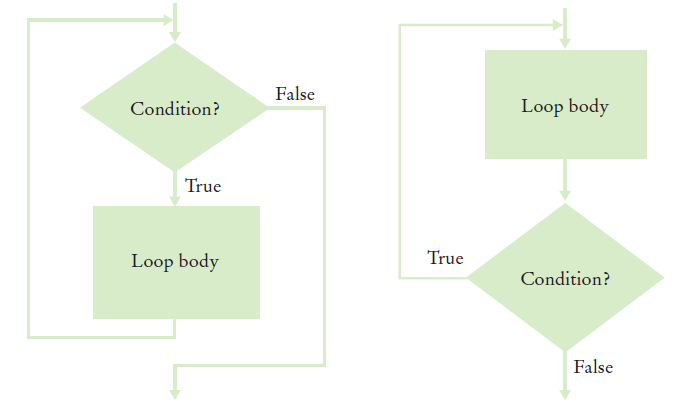 False
Condition?
True
Loop body
Loop body
True
Condition?
False